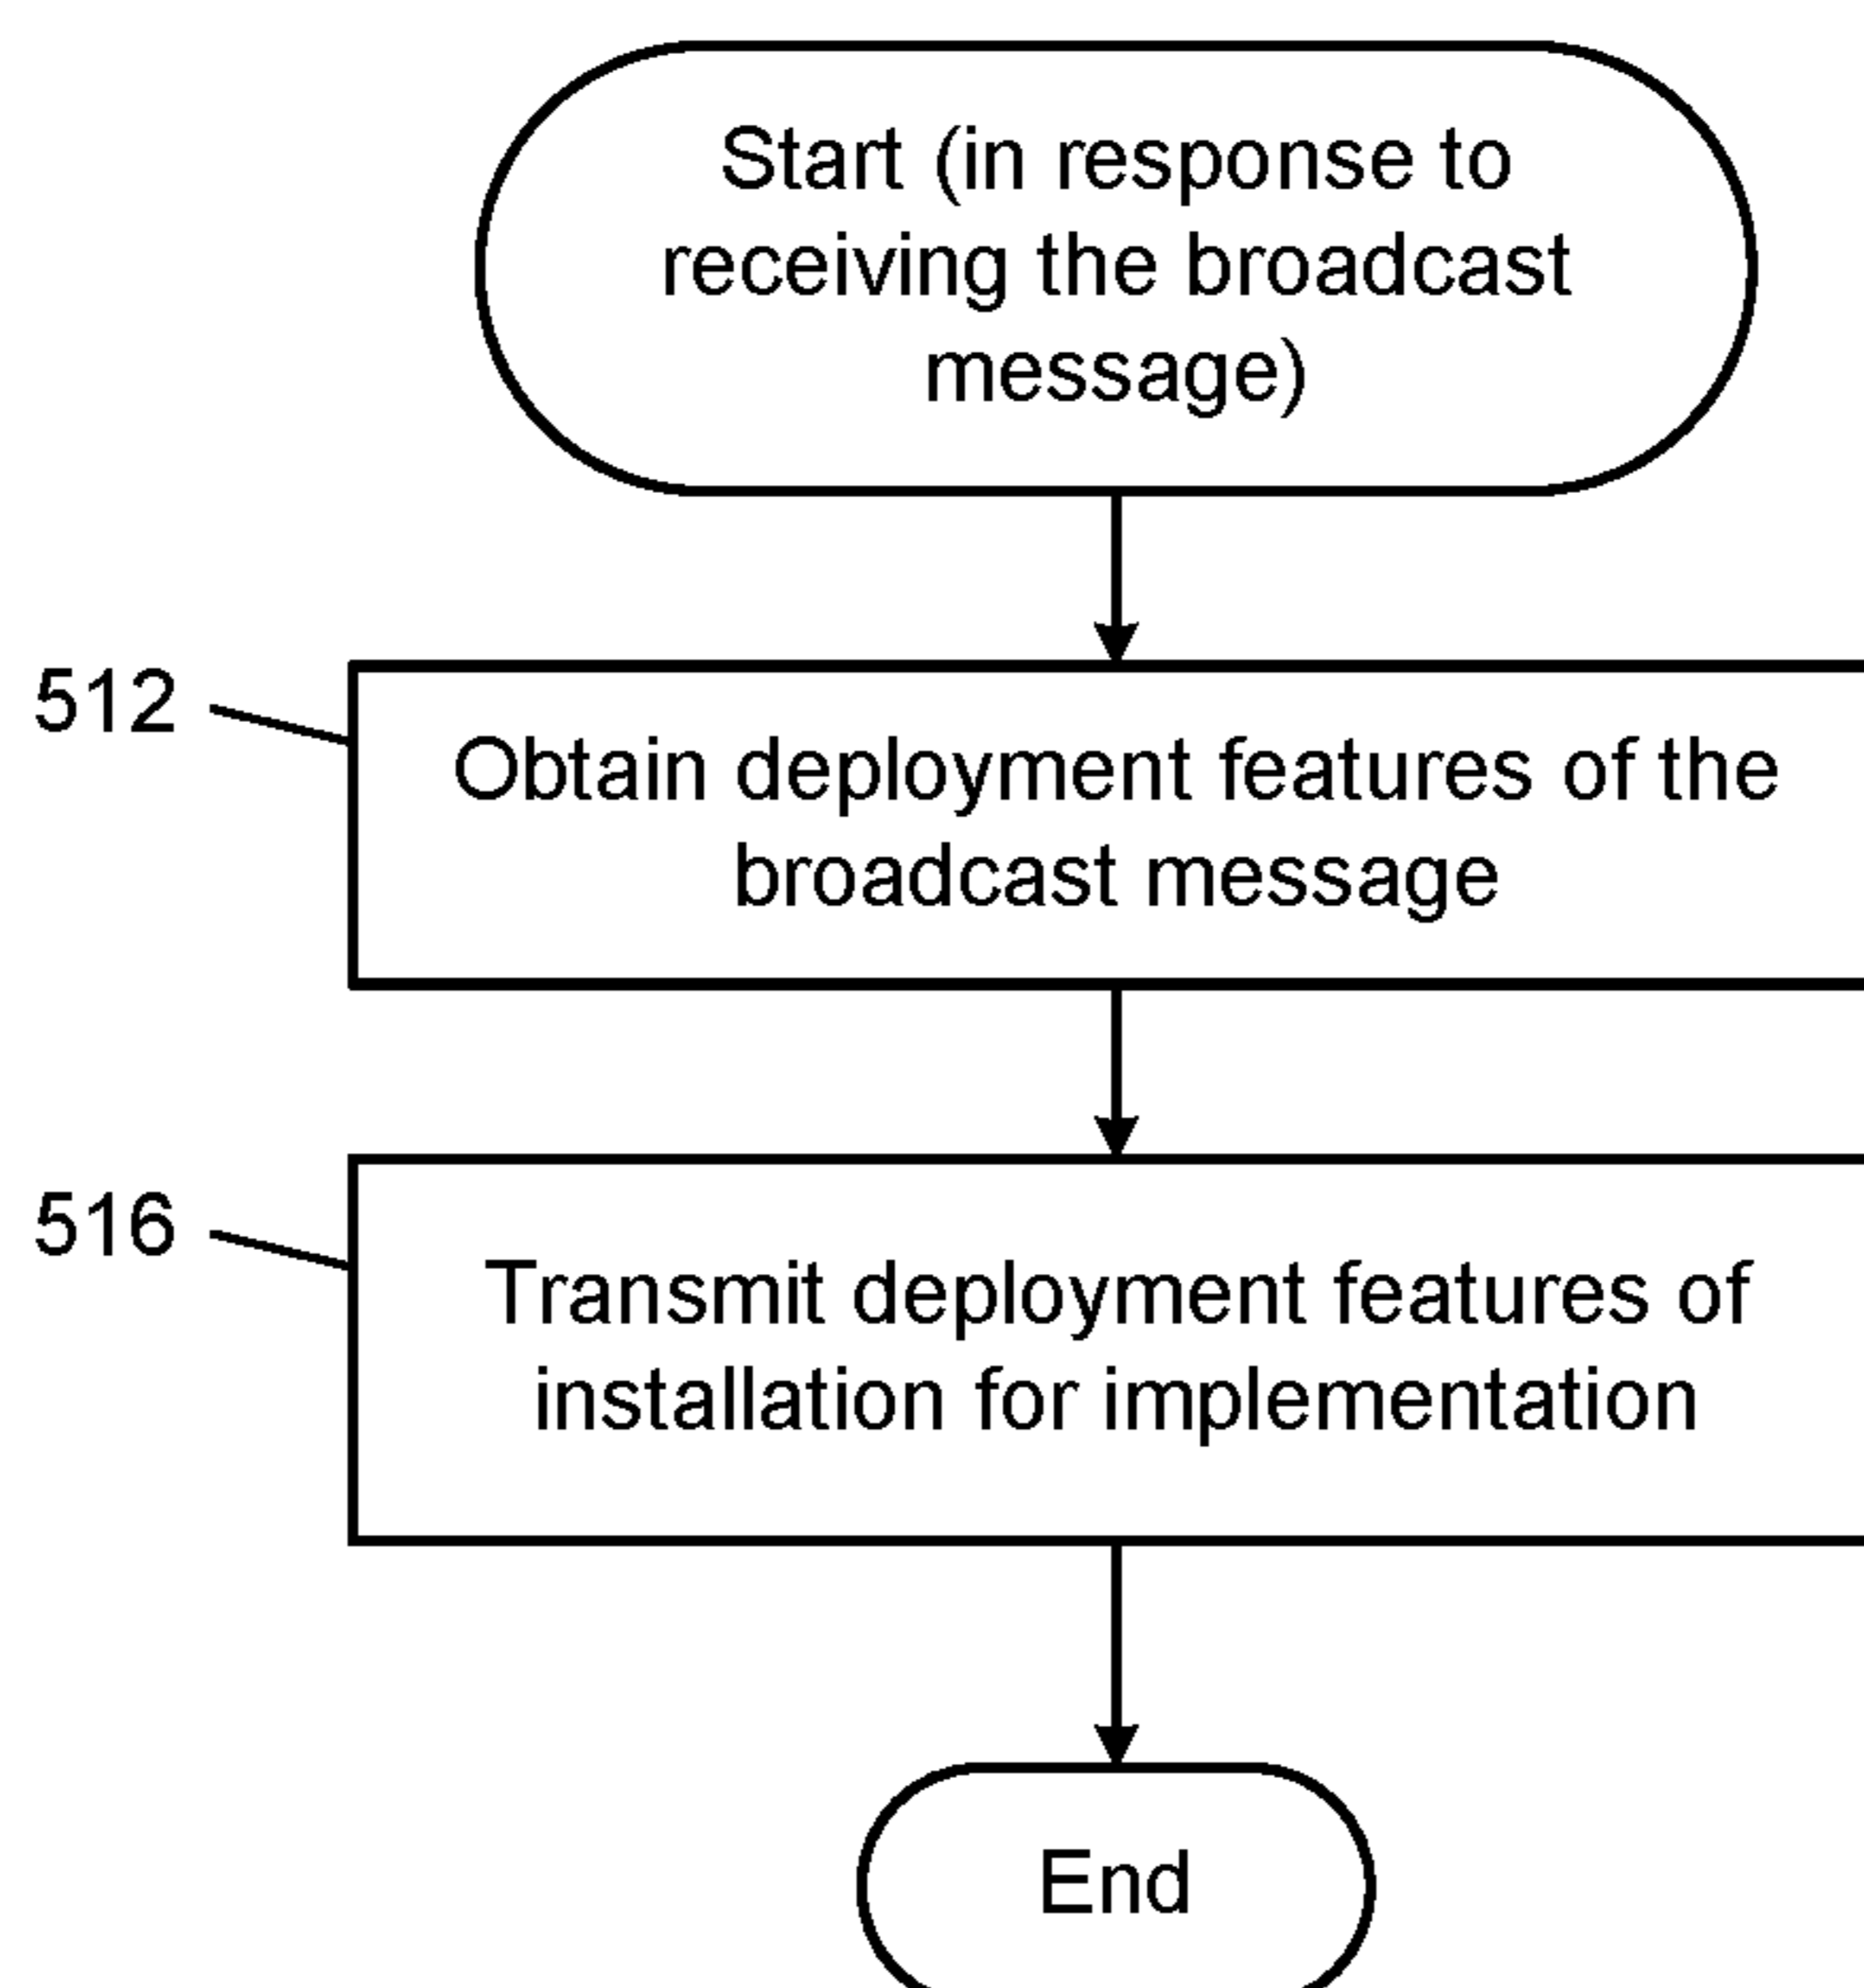 Start (in response to
receiving the broadcast
message)
512
Obtain deployment features of the
broadcast message
516
Transmit deployment features of
installation for implementation
End